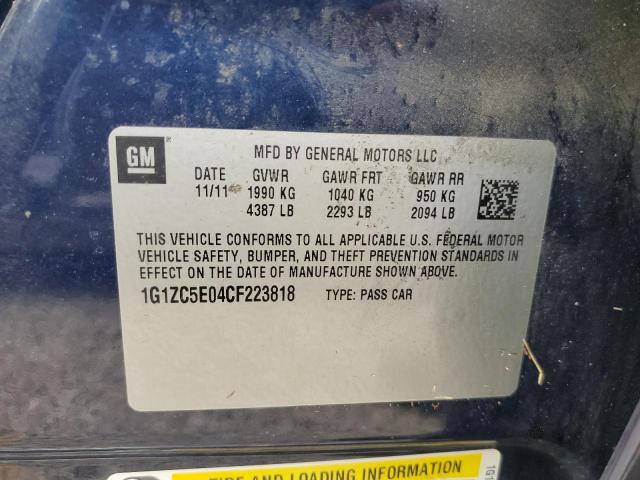 GM
MFD BY GENERAL MOTORS LLC
DATE GVWR GAWR FRT GAWR RR
11/11 1990 KG 1040 KG 950 KG
4387 LB 2293 LB 2094 LB
THIS VEHICLE CONFORMS TO ALL APPLICABLE U.S. FEDERAL MOTOR
VEHICLE SAFETY, BUMPER, AND THEFT PREVENTION STANDARDS IN
EFFECT ON THE DATE OF MANUFACTURE SHOWN ABOVE.
1G1ZC5E04CF223818 TYPE: PASS CAR
TIRE AND LOADING INFORMATION